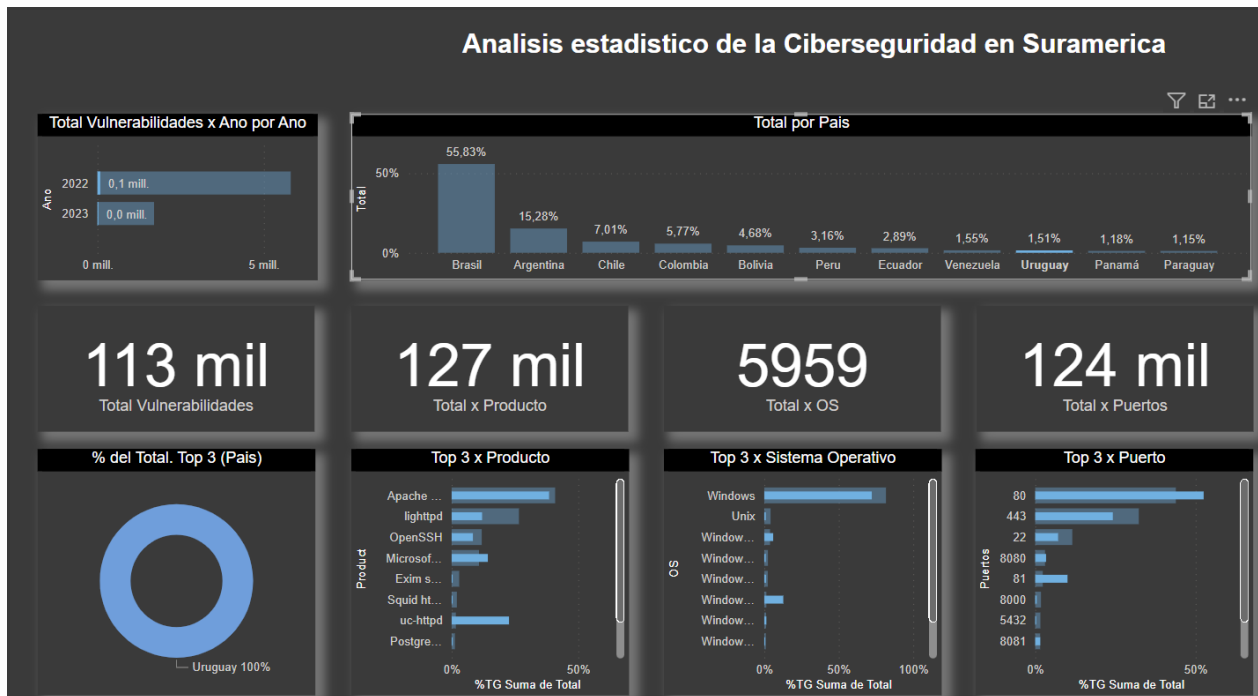 Analisis estadistico de la Ciberseguridad en Suramerica
Total Vulnerabilidades x Ano por Ano
Ano
2022
0,1 mill.
2023
0,0 mill.
0 mill.
5 mill.
Total por Pais
Total
50%
0%
55,83%
15,28%
7,01%
5,77%
4,68%
3,16%
2,89%
1,55%
1,51%
1,18%
1,15%
Brasil
Argentina
Chile
Colombia
Bolivia
Peru
Ecuador
Venezuela
Uruguay
Panamá
Paraguay
113 mil
Total Vulnerabilidades
127 mil
Total x Producto
5959
Total x OS
124 mil
Total x Puertos
% del Total. Top 3 (Pais)
Uruguay 100%
Top 3 x Producto
Product
Apache ...
lighttpd
OpenSSH
Microsof...
Exim s...
Squid ht...
uc-httpd
Postgre...
0%
50%
%TG Suma de Total
Top 3 x Sistema Operativo
OS
Windows
Unix
Window...
Window...
Window...
Window...
Window...
Window...
0%
50%
100%
%TG Suma de Total
Top 3 x Puerto
Puertos
80
443
22
8080
81
8000
5432
8081
0%
50%
%TG Suma de Total